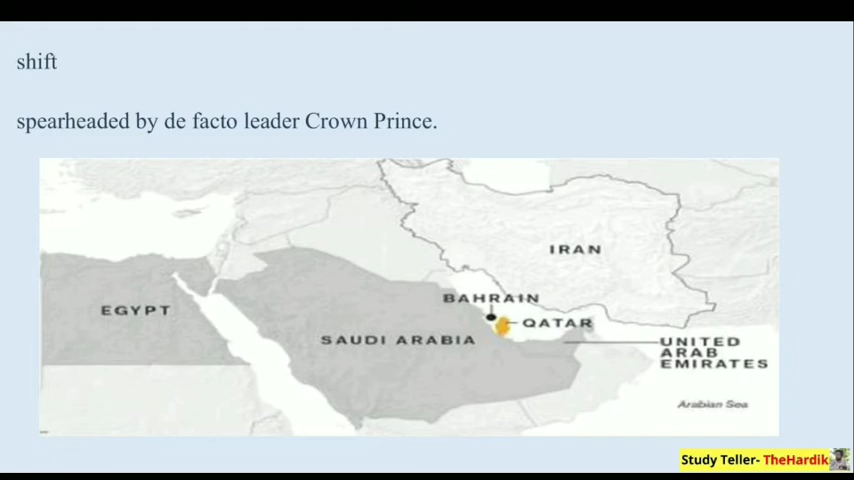 shift
spearheaded by de facto leader Crown Prince.
IRAN
BAHRAIN
EGYPT
QATAR
SAUDI ARABIA
UNITED
ARAB
EMIRATES
Arabian Sea
Study Teller- TheHardik